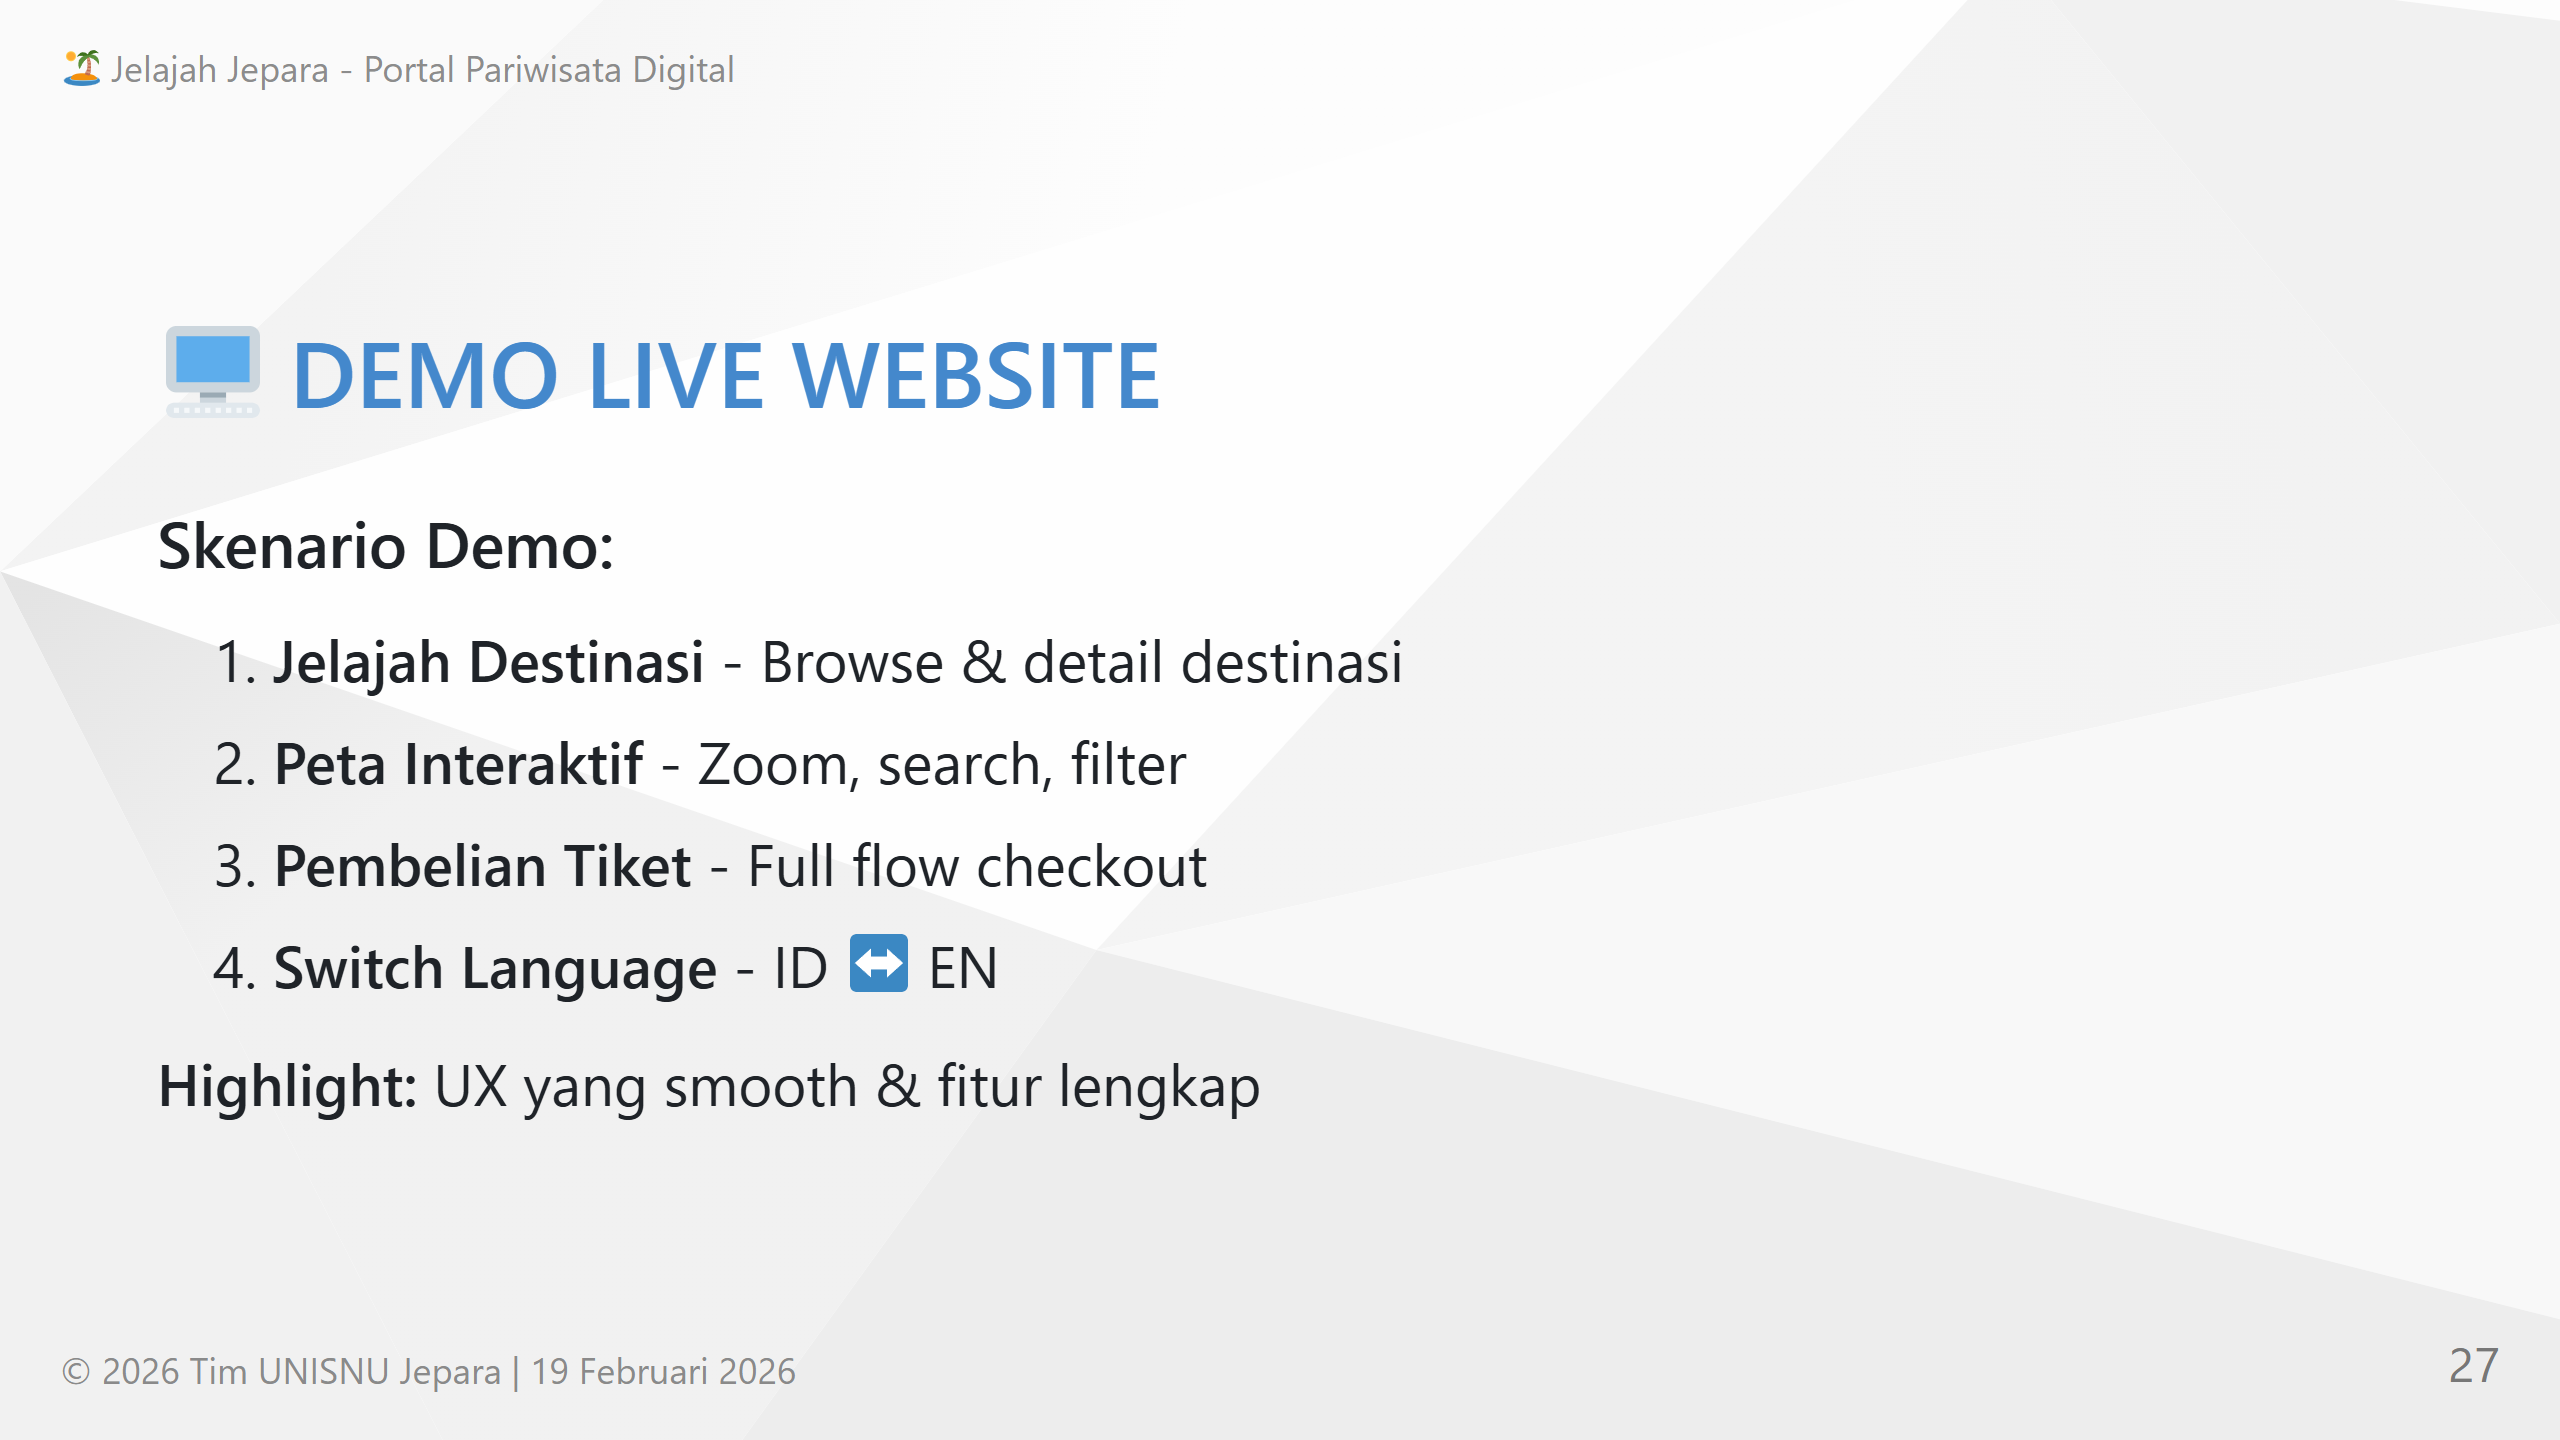 Jelajah Jepara - Portal Pariwisata Digital
DEMO LIVE WEBSITE
Skenario Demo:
1. Jelajah Destinasi - Browse & detail destinasi
2. Peta Interaktif - Zoom, search, filter
3. Pembelian Tiket - Full flow checkout
4. Switch Language - ID ↔️ EN
Highlight: UX yang smooth & fitur lengkap
© 2026 Tim UNISNU Jepara | 19 Februari 2026
27